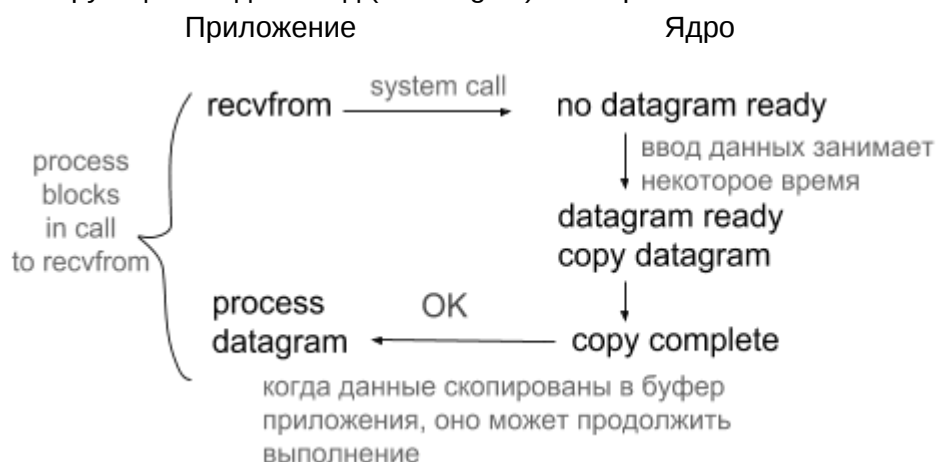 Приложение Ядро
recvfrom system call no datagram ready
ввод данных занимает
некоторое время
process
blocks
in call
to recvfrom
datagram ready
copy datagram
process
datagram
OK
copy complete
когда данные скопированы в буфер
приложения, оно может продолжить
выполнение